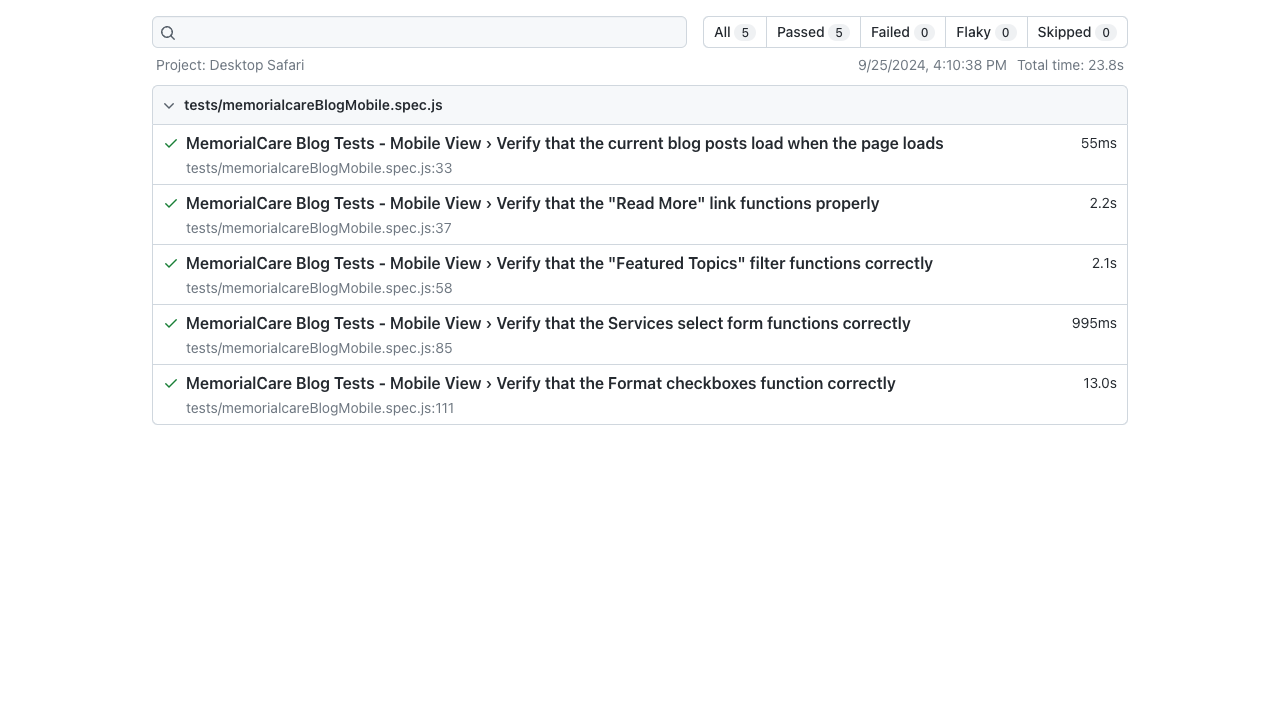 All 5 Passed 5 Failed 0 Flaky 0 Skipped 0
Project: Desktop Safari 9/25/2024, 4:10:38 PM Total time: 23.8s
tests/memorialcareBlogMobile.spec.js
MemorialCare Blog Tests - Mobile View › Verify that the current blog posts load when the page loads 55ms
tests/memorialcareBlogMobile.spec.js:33
MemorialCare Blog Tests - Mobile View › Verify that the "Read More" link functions properly 2.2s
tests/memorialcareBlogMobile.spec.js:37
MemorialCare Blog Tests - Mobile View › Verify that the "Featured Topics" filter functions correctly 2.1s
tests/memorialcareBlogMobile.spec.js:58
MemorialCare Blog Tests - Mobile View › Verify that the Services select form functions correctly 995ms
tests/memorialcareBlogMobile.spec.js:85
MemorialCare Blog Tests - Mobile View › Verify that the Format checkboxes function correctly 13.0s
tests/memorialcareBlogMobile.spec.js:111